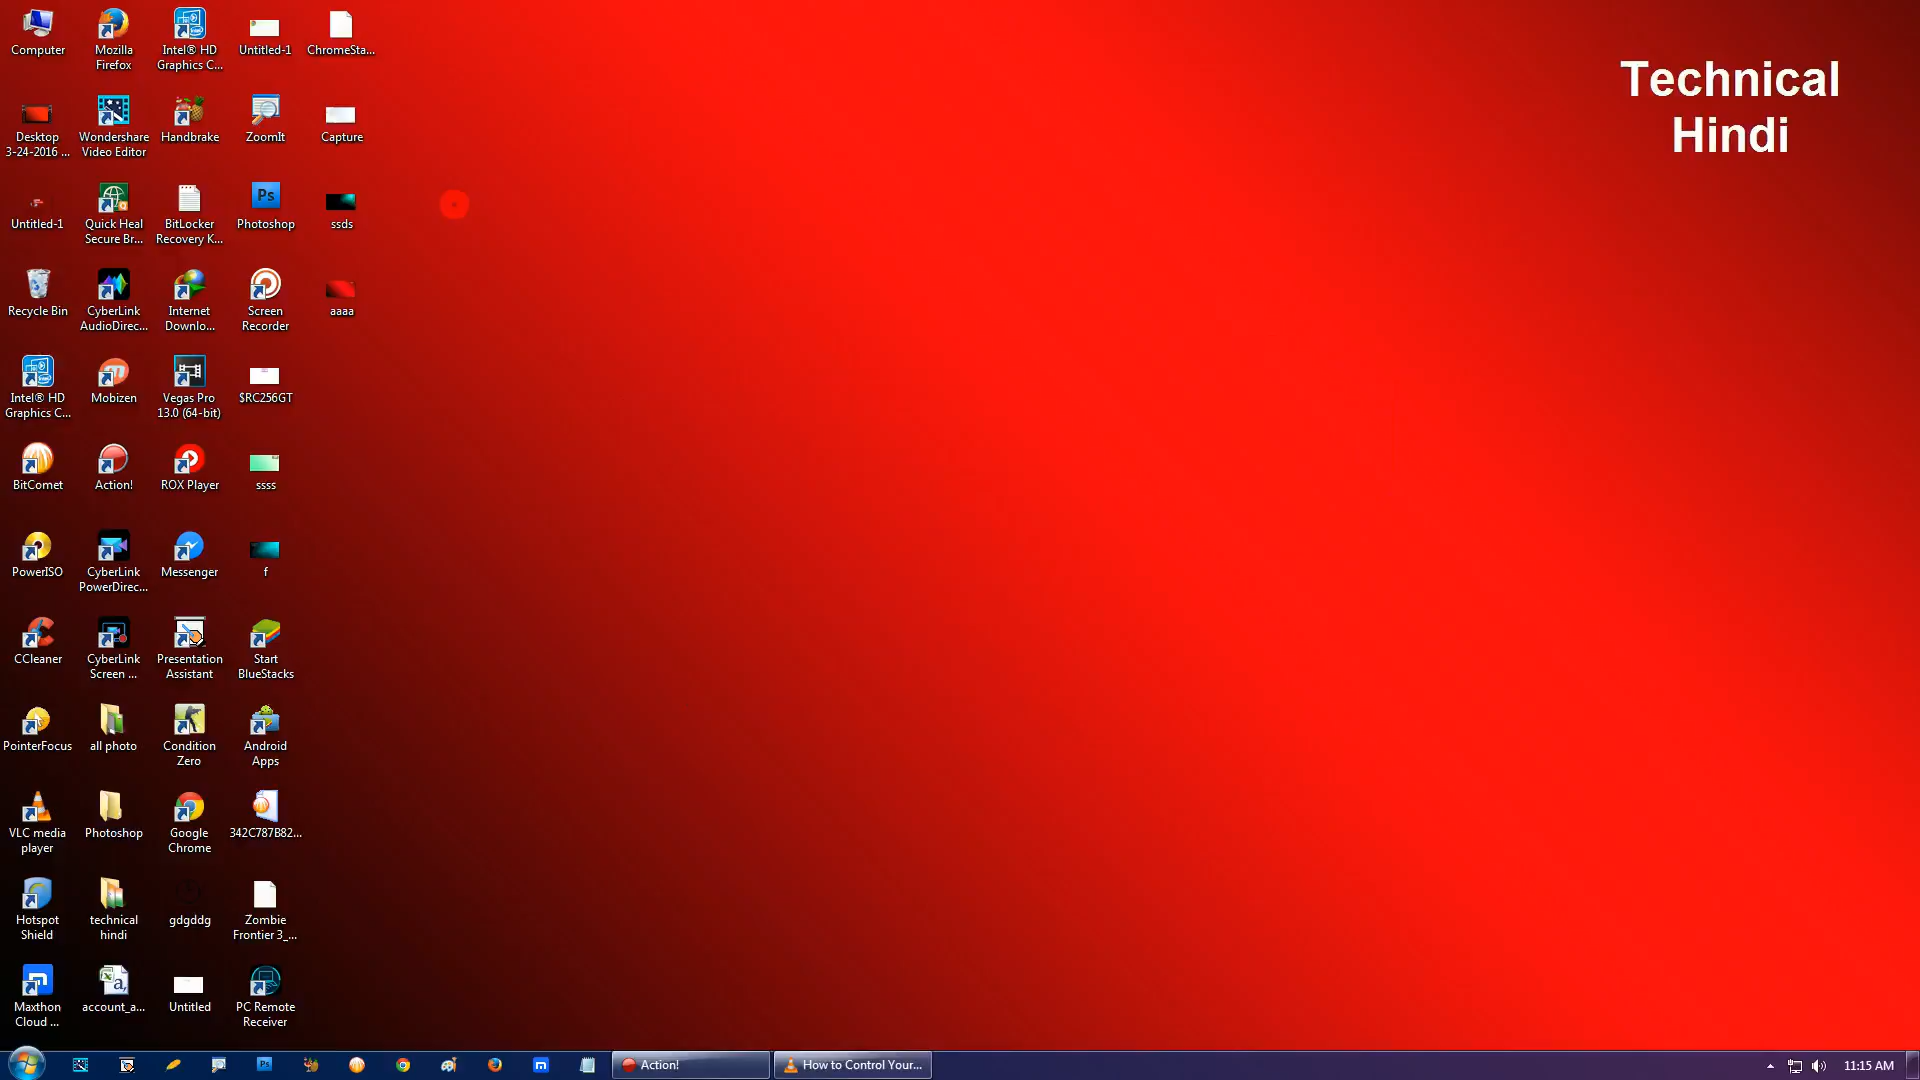 Computer
Mozilla
Firefox
Intel® HD
Graphics C...
Untitled-1
ChromeSta...
Technical
Hindi
Desktop
3-24-2016 ...
Wondershare
Video Editor
Handbrake
ZoomIt
Capture
Untitled-1
Quick Heal
Secure Br...
BitLocker
Recovery K...
Ps
Photoshop
ssds
Recycle Bin
CyberLink
AudioDirec...
Internet
Downlo...
Screen
Recorder
aaaa
Intel® HD
Graphics C...
Mobizen
Vegas Pro
13.0 (64-bit)
$RC256GT
BitComet
Action!
ROX Player
ssss
PowerISO
CyberLink
PowerDirec...
Messenger
f
CCleaner
CyberLink
Screen ...
Presentation
Assistant
Start
BlueStacks
PointerFocus
all photo
Condition
Zero
Android
Apps
VLC media
player
Photoshop
Google
Chrome
342C787B82...
Hotspot
Shield
technical
hindi
gdgddg
Zombie
Frontier 3_...
Maxthon
Cloud ...
account_a...
Untitled
PC Remote
Receiver
Action!
How to Control Your...
11:15 AM